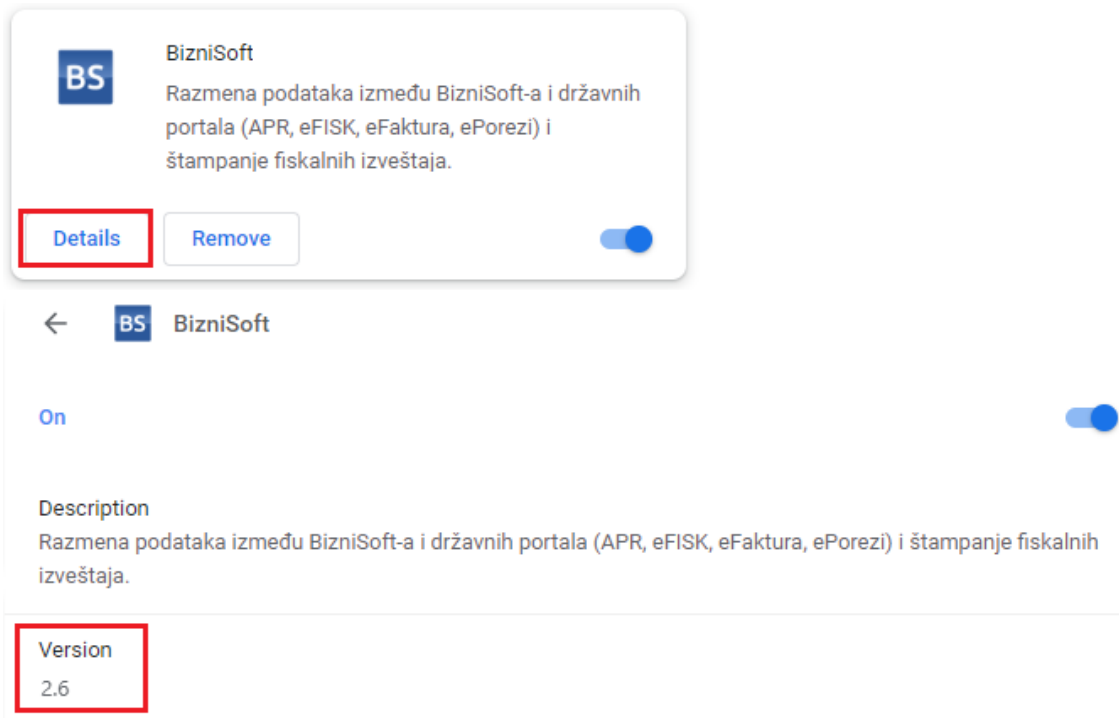 BS
BizniSoft
Razmena podataka između BizniSoft-a i državnih
portala (APR, eFISK, eFaktura, ePorezi) i
štampanje fiskalnih izveštaja.
Details
Remove
BS
BizniSoft
On
Description
Razmena podataka između BizniSoft-a i državnih portala (APR, eFISK, eFaktura, ePorezi) i štampanje fiskalnih
izveštaja.
Version
2.6